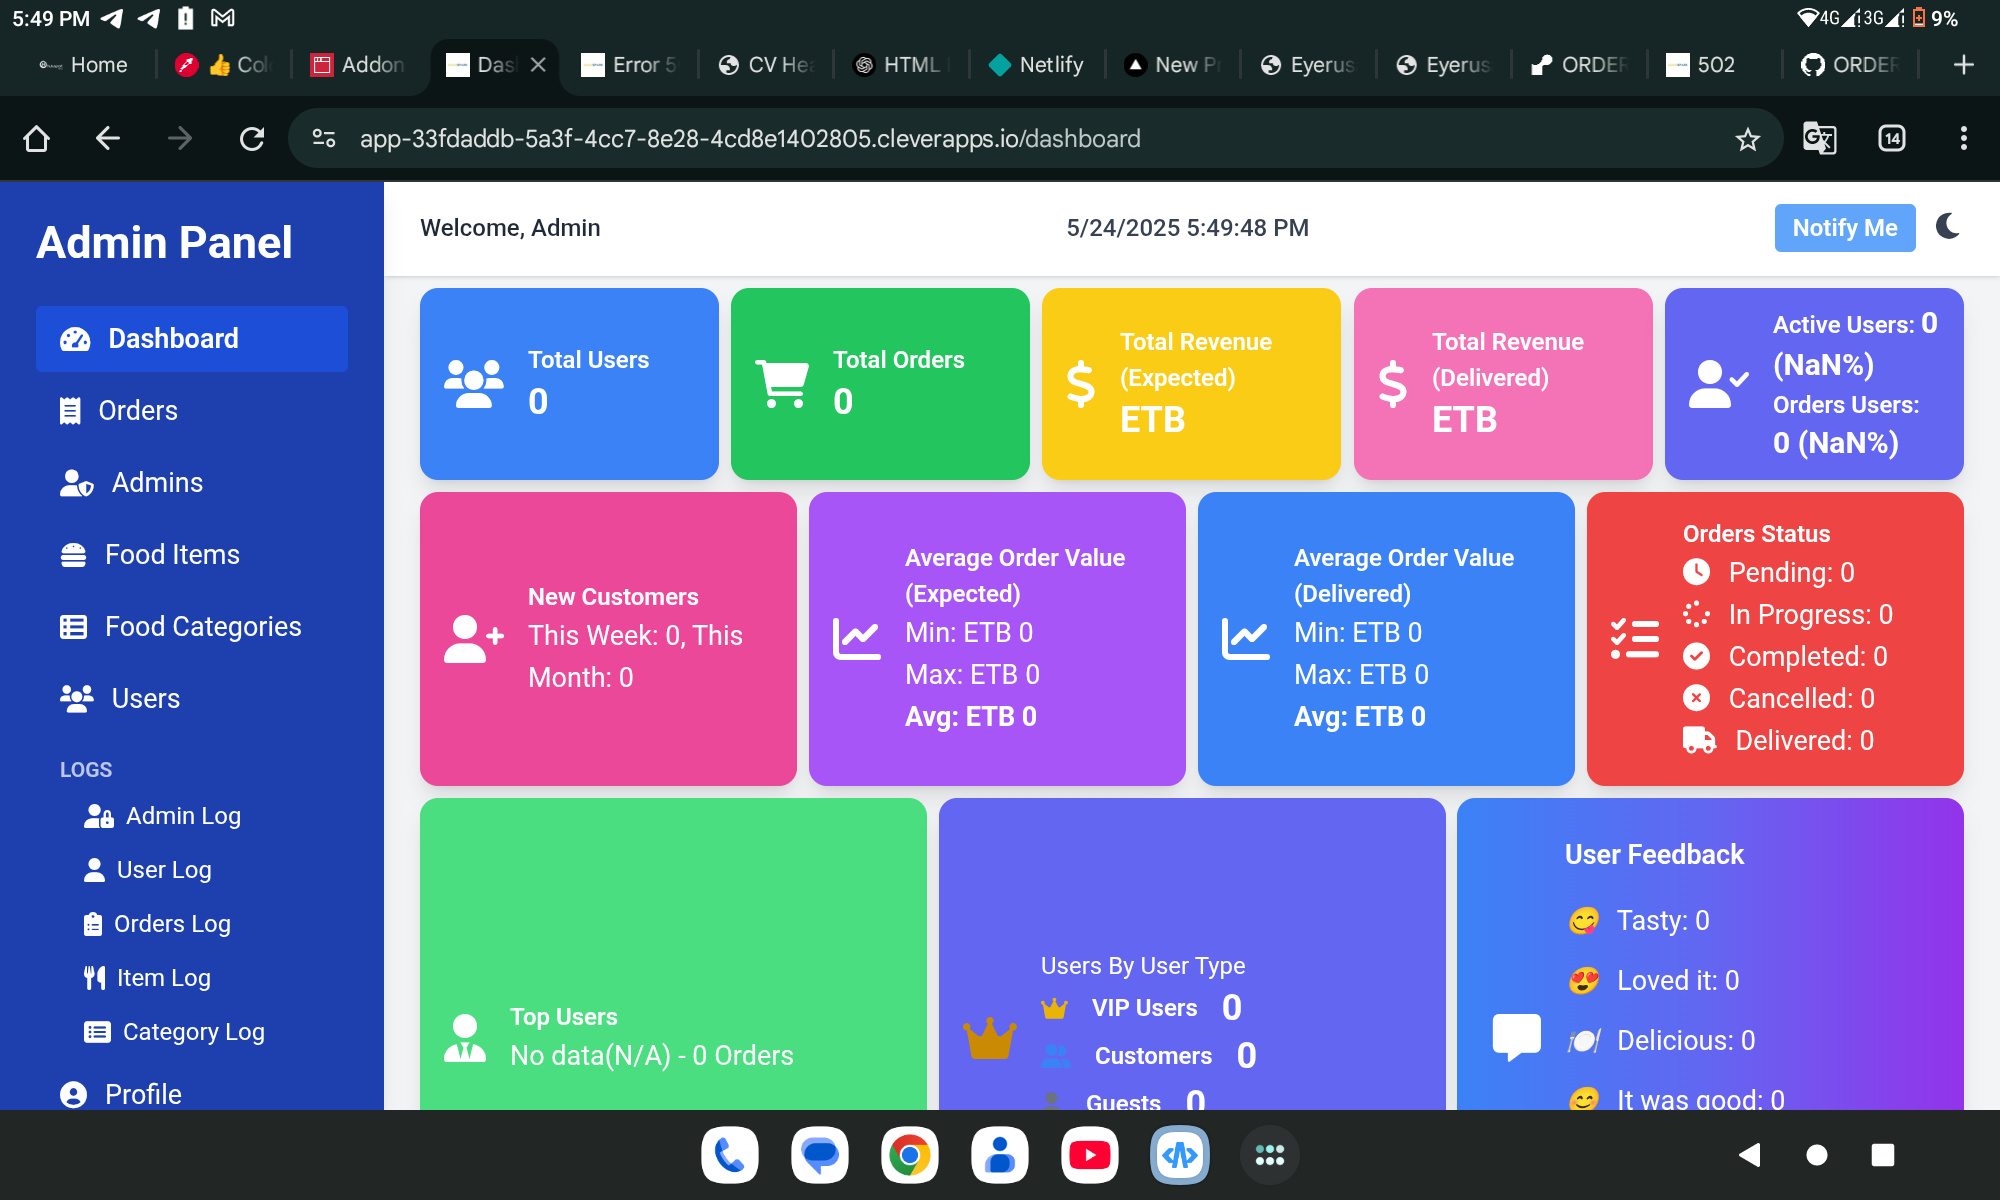 5:49 PM
4G 3G 9%
Home
Col
Addon
Das
Error 5
CV Hea
HTML
Netlify
New P
Eyerus
Eyerus
ORDER
502
ORDER
app-33fdaddb-5a3f-4cc7-8e28-4cd8e1402805.cleverapps.io/dashboard
14
Admin Panel
Dashboard
Orders
Admins
Food Items
Food Categories
Users
LOGS
Admin Log
User Log
Orders Log
Item Log
Category Log
Profile
Welcome, Admin
5/24/2025 5:49:48 PM
Notify Me
Total Users
0
Total Orders
0
Total Revenue
(Expected)
ETB
Total Revenue
(Delivered)
ETB
Active Users: 0
(NaN%)
Orders Users:
0 (NaN%)
New Customers
This Week: 0, This
Month: 0
Average Order Value
(Expected)
Min: ETB 0
Max: ETB 0
Avg: ETB 0
Average Order Value
(Delivered)
Min: ETB 0
Max: ETB 0
Avg: ETB 0
Orders Status
Pending: 0
In Progress: 0
Completed: 0
Cancelled: 0
Delivered: 0
Top Users
No data(N/A) - 0 Orders
Users By User Type
VIP Users 0
Customers 0
Guests 0
User Feedback
Tasty: 0
Loved it: 0
Delicious: 0
It was good: 0